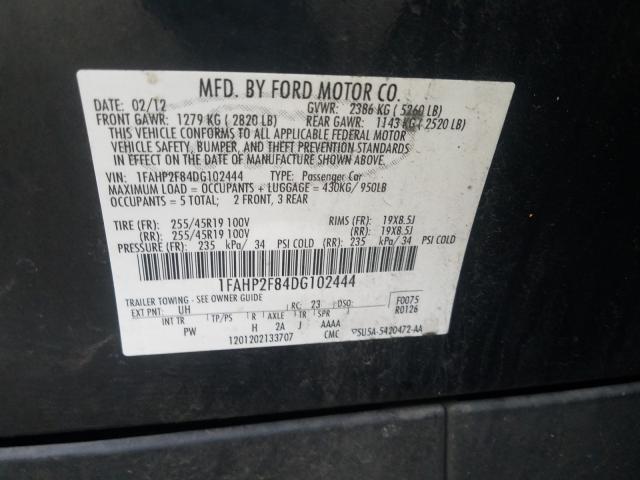 MFD. BY FORD MOTOR CO.
DATE: 02/12 GVWR: 2386 KG ( 5260 LB)
FRONT GAWR: 1279 KG ( 2820 LB) REAR GAWR: 1143 KG ( 2520 LB)
THIS VEHICLE CONFORMS TO ALL APPLICABLE FEDERAL MOTOR
VEHICLE SAFETY, BUMPER, AND THEFT PREVENTION STANDARDS
IN EFFECT ON THE DATE OF MANUFACTURE SHOWN ABOVE.
VIN: 1FAHP2F84DG102444 TYPE: Passenger Car
MAXIMUM LOAD = OCCUPANTS + LUGGAGE = 430KG/ 950LB
OCCUPANTS = 5 TOTAL; 2 FRONT, 3 REAR
TIRE (FR): 255/45R19 100V RIMS (FR): 19X8.5J
(RR): 255/45R19 100V (RR): 19X8.5J
PRESSURE (FR): 235 kPa/ 34 PSI COLD (RR): 235 kPa/ 34 PSI COLD
1FAHP2F84DG102444
TRAILER TOWING - SEE OWNER GUIDE F0075
EXT PNT: UH RC: 23 DSO: R0126
INT TR TP/PS R AXLE TR SPR
PW H 2A J AAAA
1201202133707 CMC 5U5A-5420472-AA